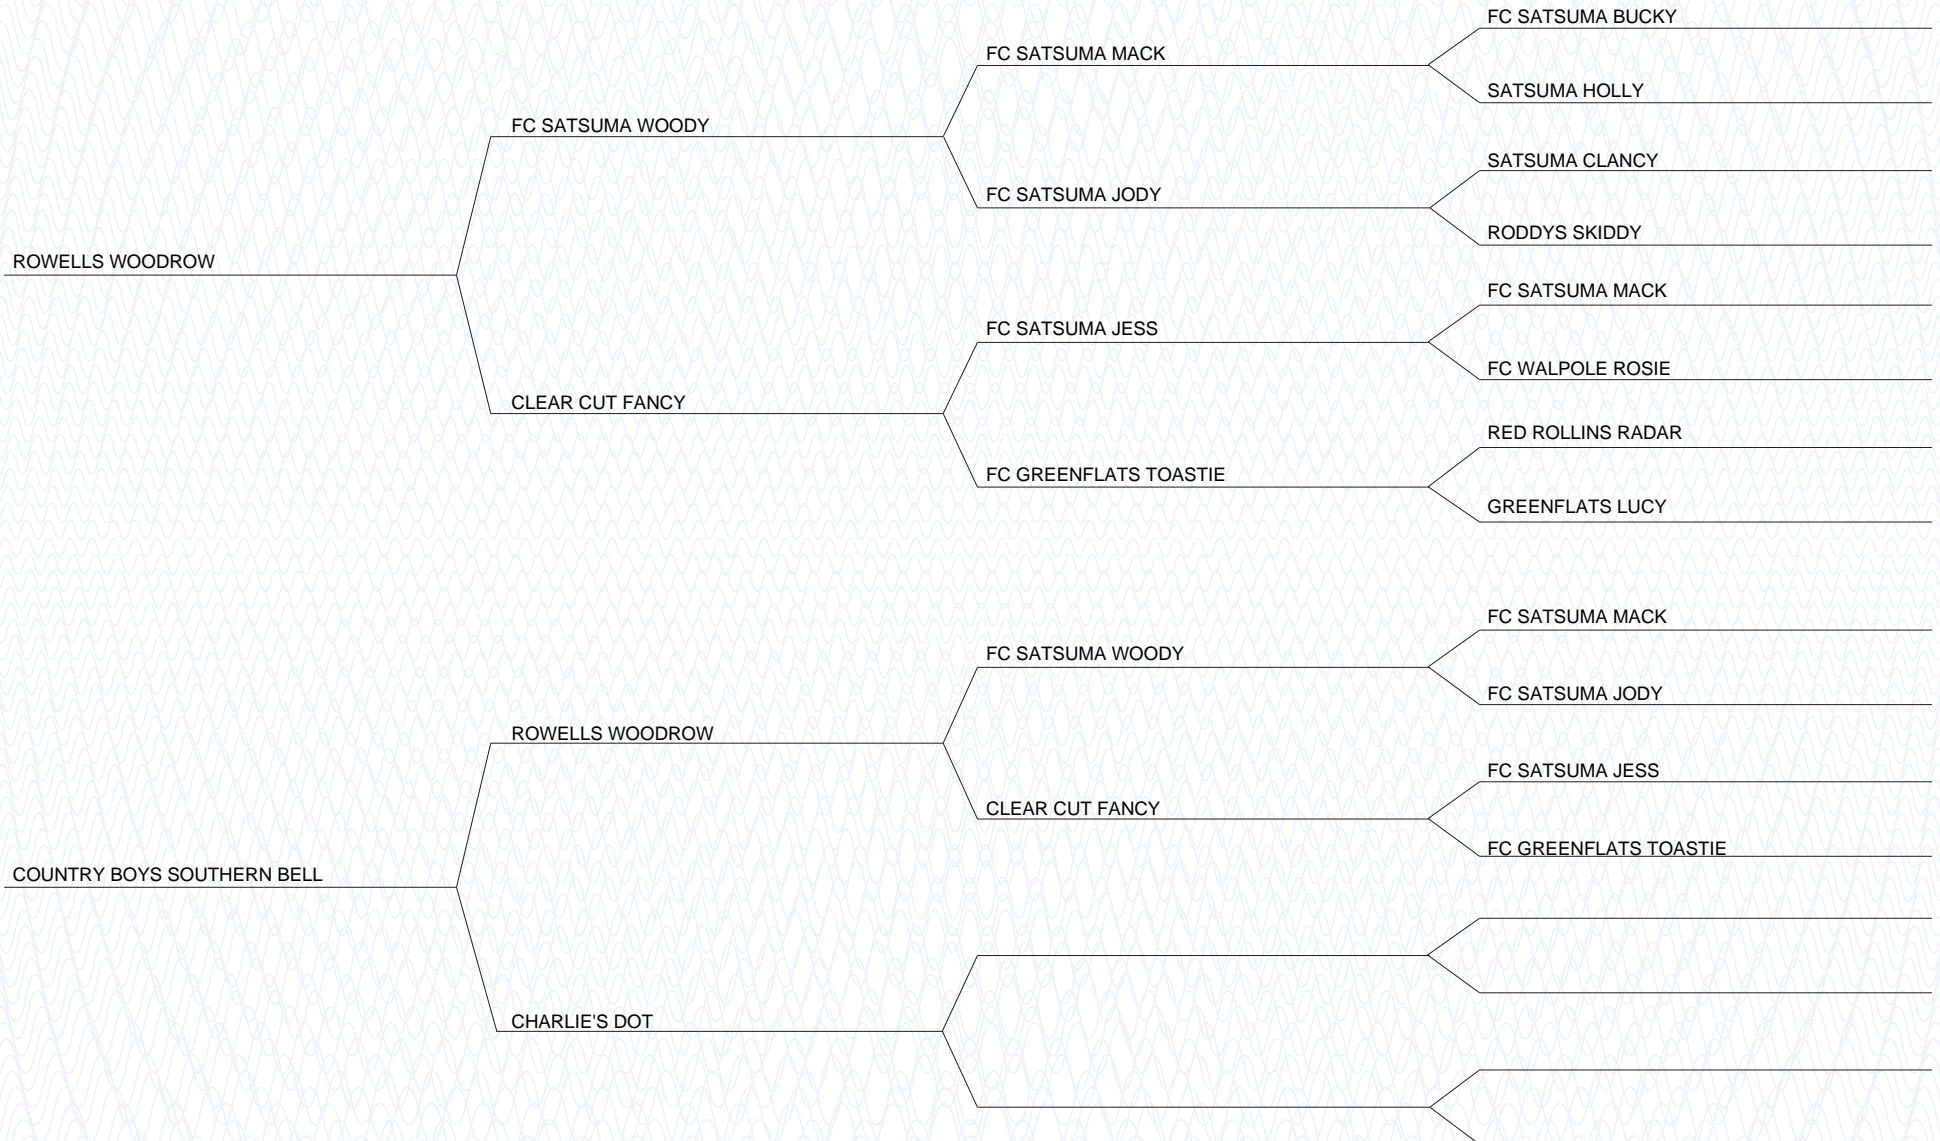 FC SATSUMA BUCKY
FC SATSUMA MACK
SATSUMA HOLLY
FC SATSUMA WOODY
SATSUMA CLANCY
FC SATSUMA JODY
RODDYS SKIDDY
ROWELLS WOODROW
FC SATSUMA MACK
FC SATSUMA JESS
FC WALPOLE ROSIE
CLEAR CUT FANCY
RED ROLLINS RADAR
FC GREENFLATS TOASTIE
GREENFLATS LUCY
FC SATSUMA MACK
FC SATSUMA WOODY
FC SATSUMA JODY
ROWELLS WOODROW
FC SATSUMA JESS
CLEAR CUT FANCY
FC GREENFLATS TOASTIE
COUNTRY BOYS SOUTHERN BELL
CHARLIE'S DOT